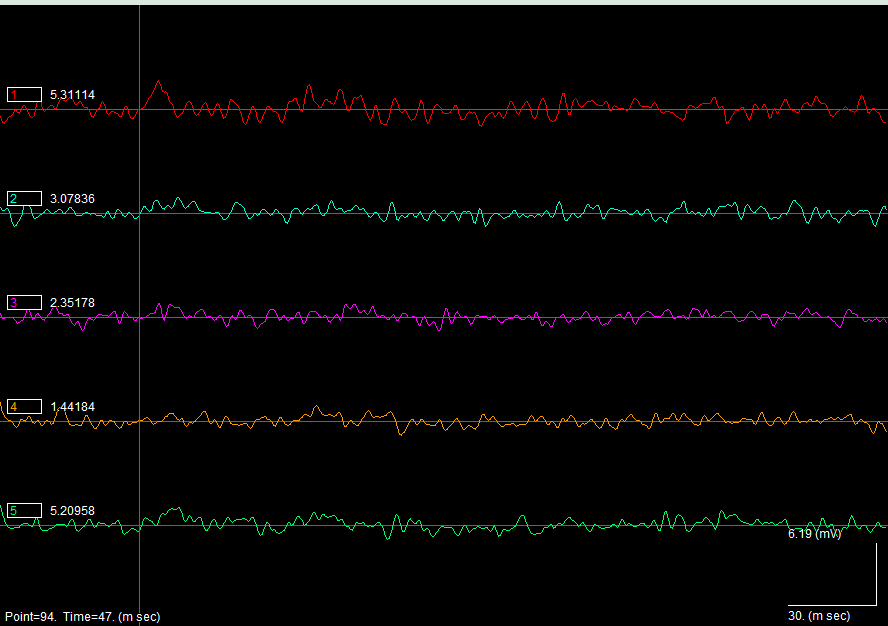 1 5.31114
2 3.07836
3 2.35178
4 1.44184
5 5.20958
6.19 (mV)
30. (m sec)
Point=94. Time=47. (m sec)